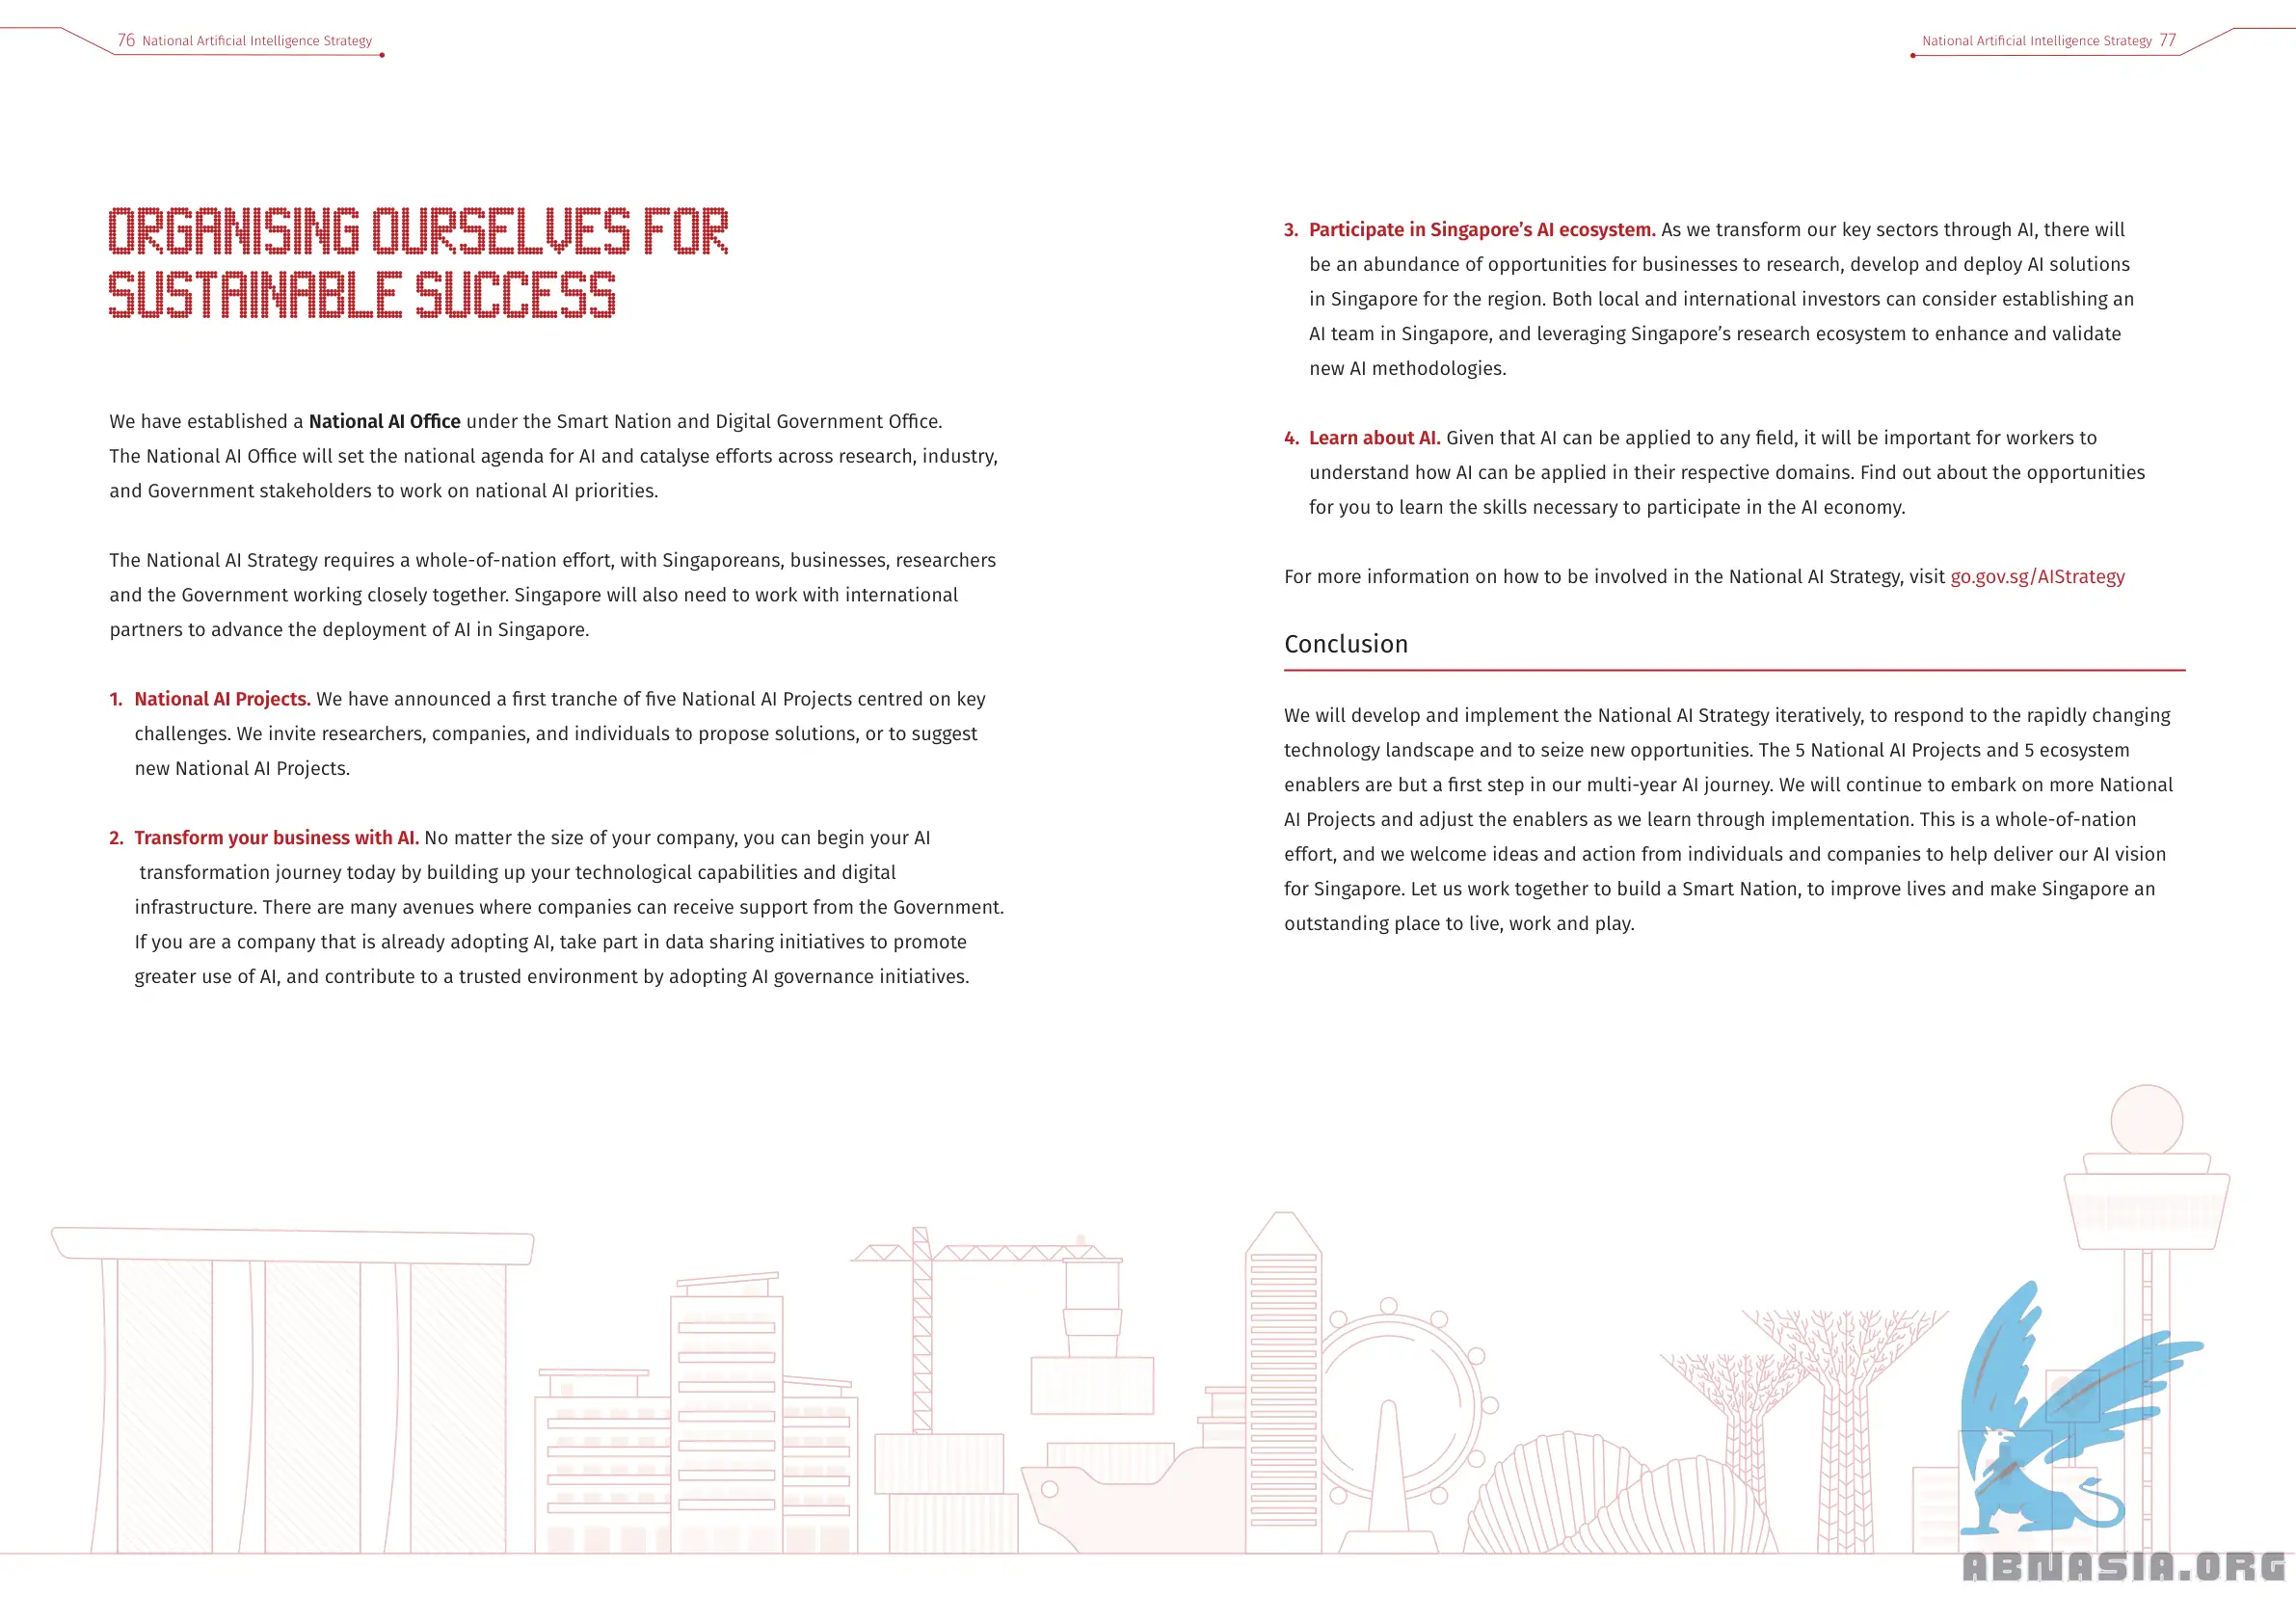 76 National Artificial Intelligence Strategy
ORGANISING OURSELVES FOR
SUSTAINABLE SUCCESS
We have established a National AI Office under the Smart Nation and Digital Government Office.
The National AI Office will set the national agenda for AI and catalyse efforts across research, industry,
and Government stakeholders to work on national AI priorities.
The National AI Strategy requires a whole-of-nation effort, with Singaporeans, businesses, researchers
and the Government working closely together. Singapore will also need to work with international
partners to advance the deployment of AI in Singapore.
1. National AI Projects. We have announced a first tranche of five National AI Projects centred on key
challenges. We invite researchers, companies, and individuals to propose solutions, or to suggest
new National AI Projects.
2. Transform your business with AI. No matter the size of your company, you can begin your AI
transformation journey today by building up your technological capabilities and digital
infrastructure. There are many avenues where companies can receive support from the Government.
If you are a company that is already adopting AI, take part in data sharing initiatives to promote
greater use of AI, and contribute to a trusted environment by adopting AI governance initiatives.
National Artificial Intelligence Strategy 77
3. Participate in Singapore’s AI ecosystem. As we transform our key sectors through AI, there will
be an abundance of opportunities for businesses to research, develop and deploy AI solutions
in Singapore for the region. Both local and international investors can consider establishing an
AI team in Singapore, and leveraging Singapore’s research ecosystem to enhance and validate
new AI methodologies.
4. Learn about AI. Given that AI can be applied to any field, it will be important for workers to
understand how AI can be applied in their respective domains. Find out about the opportunities
for you to learn the skills necessary to participate in the AI economy.
For more information on how to be involved in the National AI Strategy, visit go.gov.sg/AIStrategy
Conclusion
We will develop and implement the National AI Strategy iteratively, to respond to the rapidly changing
technology landscape and to seize new opportunities. The 5 National AI Projects and 5 ecosystem
enablers are but a first step in our multi-year AI journey. We will continue to embark on more National
AI Projects and adjust the enablers as we learn through implementation. This is a whole-of-nation
effort, and we welcome ideas and action from individuals and companies to help deliver our AI vision
for Singapore. Let us work together to build a Smart Nation, to improve lives and make Singapore an
outstanding place to live, work and play.
ABNASIA.ORG